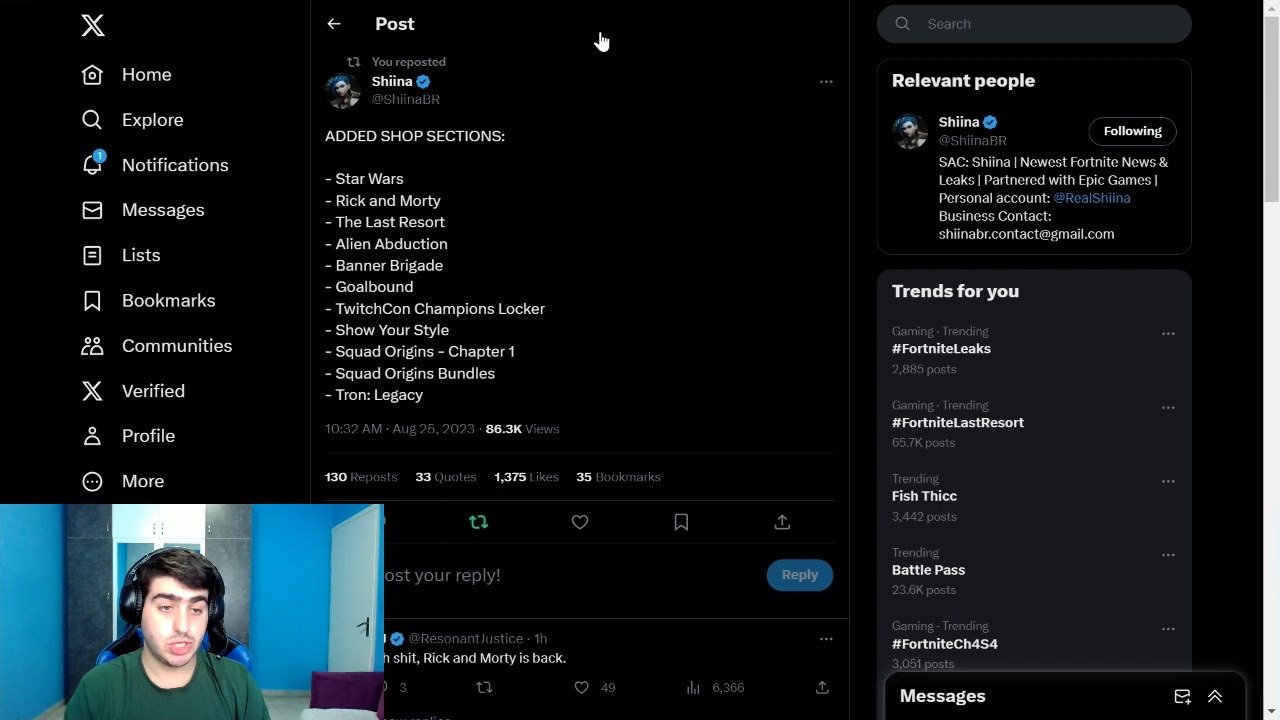 Home
Explore
1
Notifications
Messages
Lists
Bookmarks
Communities
Verified
Profile
More
Post
You reposted
Shiina
@ShiinaBR
ADDED SHOP SECTIONS:
- Star Wars
- Rick and Morty
- The Last Resort
- Alien Abduction
- Banner Brigade
- Goalbound
- TwitchCon Champions Locker
- Show Your Style
- Squad Origins - Chapter 1
- Squad Origins Bundles
- Tron: Legacy
10:32 AM · Aug 25, 2023 · 86.3K Views
130 Reposts 33 Quotes 1,375 Likes 35 Bookmarks
ost your reply!
Reply
@ResonantJustice · 1h
h shit, Rick and Morty is back.
3 49 6,366
Search
Relevant people
Shiina
@ShiinaBR
Following
SAC: Shiina | Newest Fortnite News &
Leaks | Partnered with Epic Games |
Personal account: @RealShiina
Business Contact:
shiinabr.contact@gmail.com
Trends for you
Gaming · Trending
#FortniteLeaks
2,885 posts
Gaming · Trending
#FortniteLastResort
65.7K posts
Trending
Fish Thicc
3,442 posts
Trending
Battle Pass
23.6K posts
Gaming · Trending
#FortniteCh4S4
3,051 posts
Messages